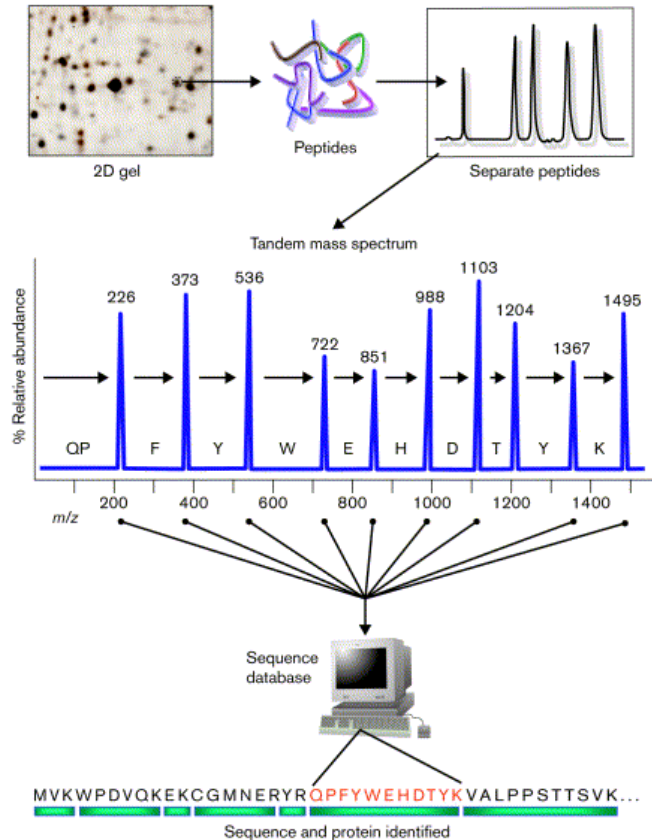 2D gel
Peptides
Separate peptides
Tandem mass spectrum
% Relative abundance
226 373 536 722 851 988 1103 1204 1367 1495
QP F Y W E H D T Y K
200 400 600 800 1000 1200 1400
m/z
Sequence
database
MVKWPDVQKEKCGMNERYRQPFYWEHDTYKVALPPSTTSVK...
Sequence and protein identified